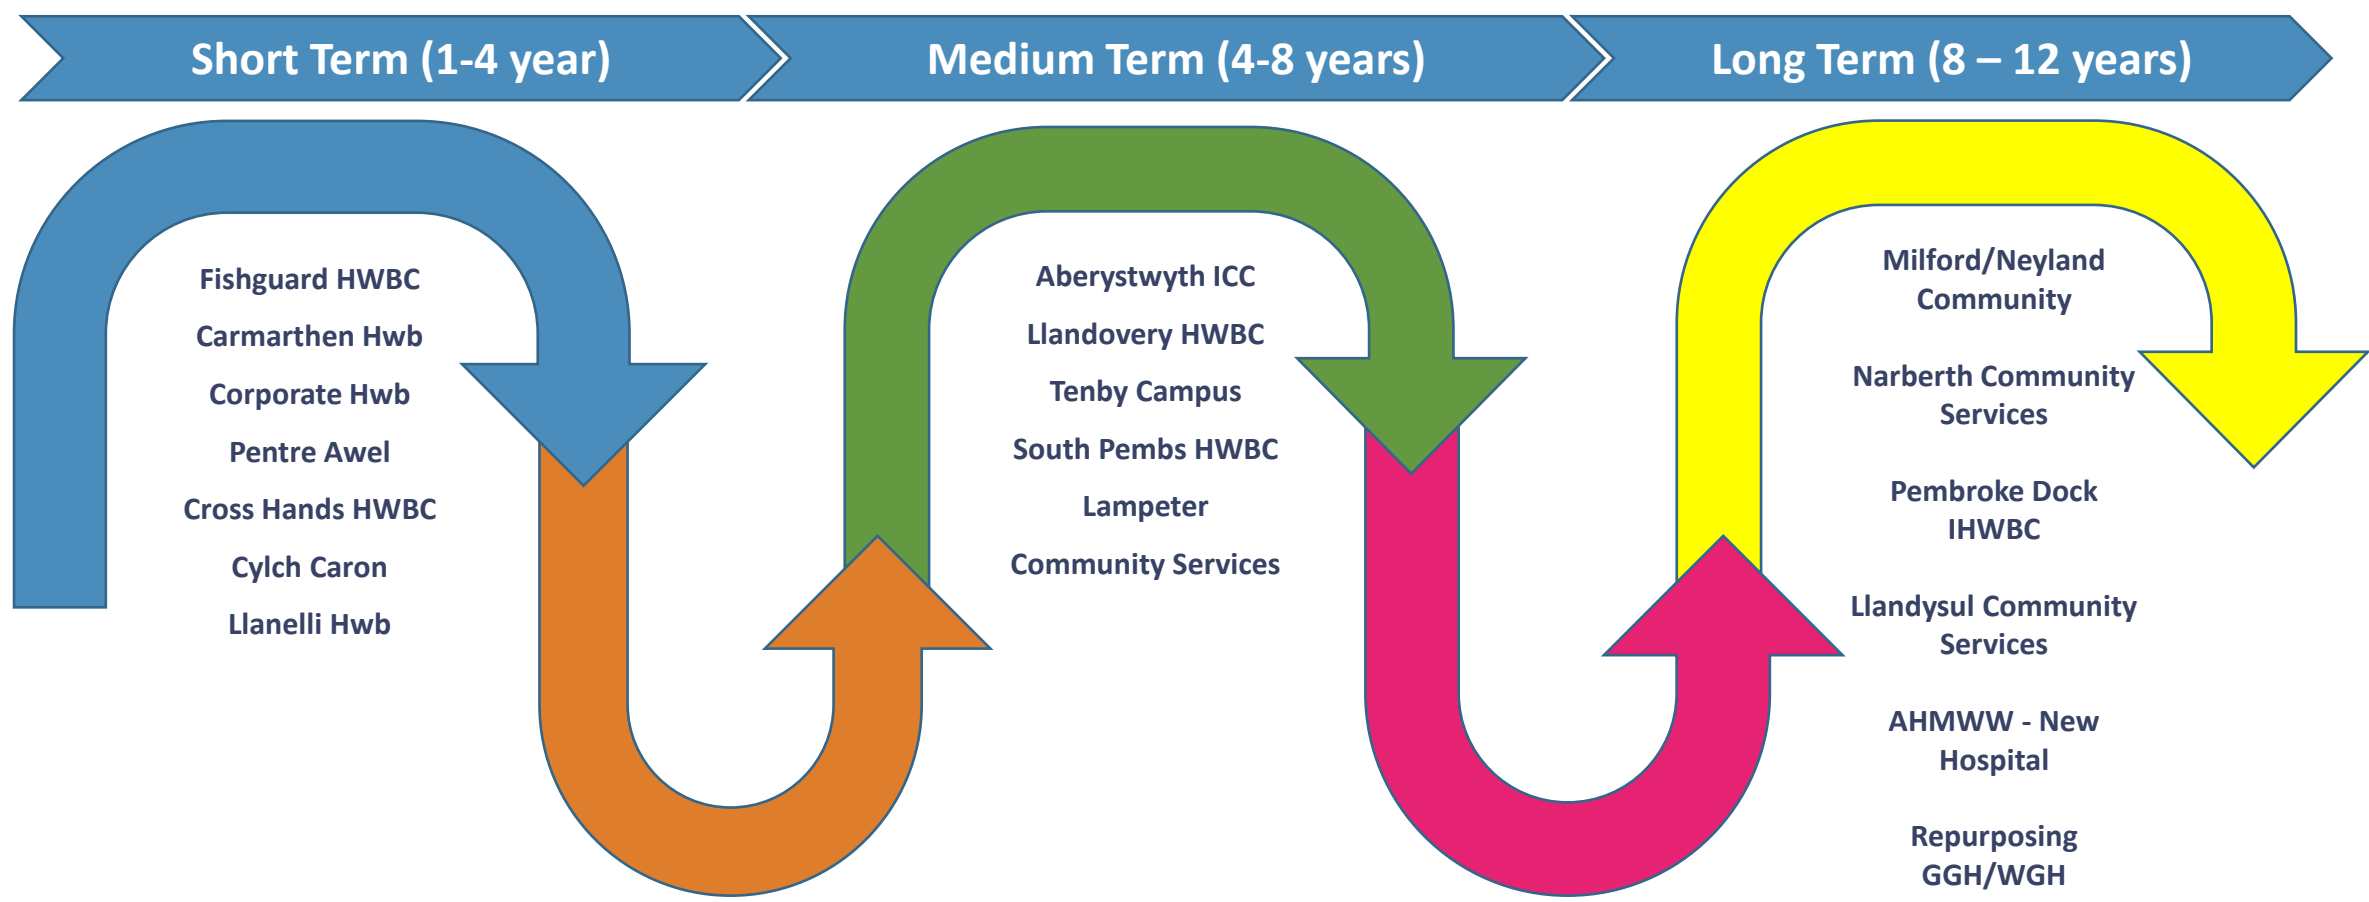 Short Term (1-4 year)
Medium Term (4-8 years)
Long Term (8 – 12 years)
Fishguard HWBC
Carmarthen Hwb
Corporate Hwb
Pentre Awel
Cross Hands HWBC
Cylch Caron
Llanelli Hwb
Aberystwyth ICC
Llandovery HWBC
Tenby Campus
South Pembs HWBC
Lampeter
Community Services
Milford/Neyland
Community
Narberth Community
Services
Pembroke Dock
IHWBC
Llandysul Community
Services
AHMWW - New
Hospital
Repurposing
GGH/WGH